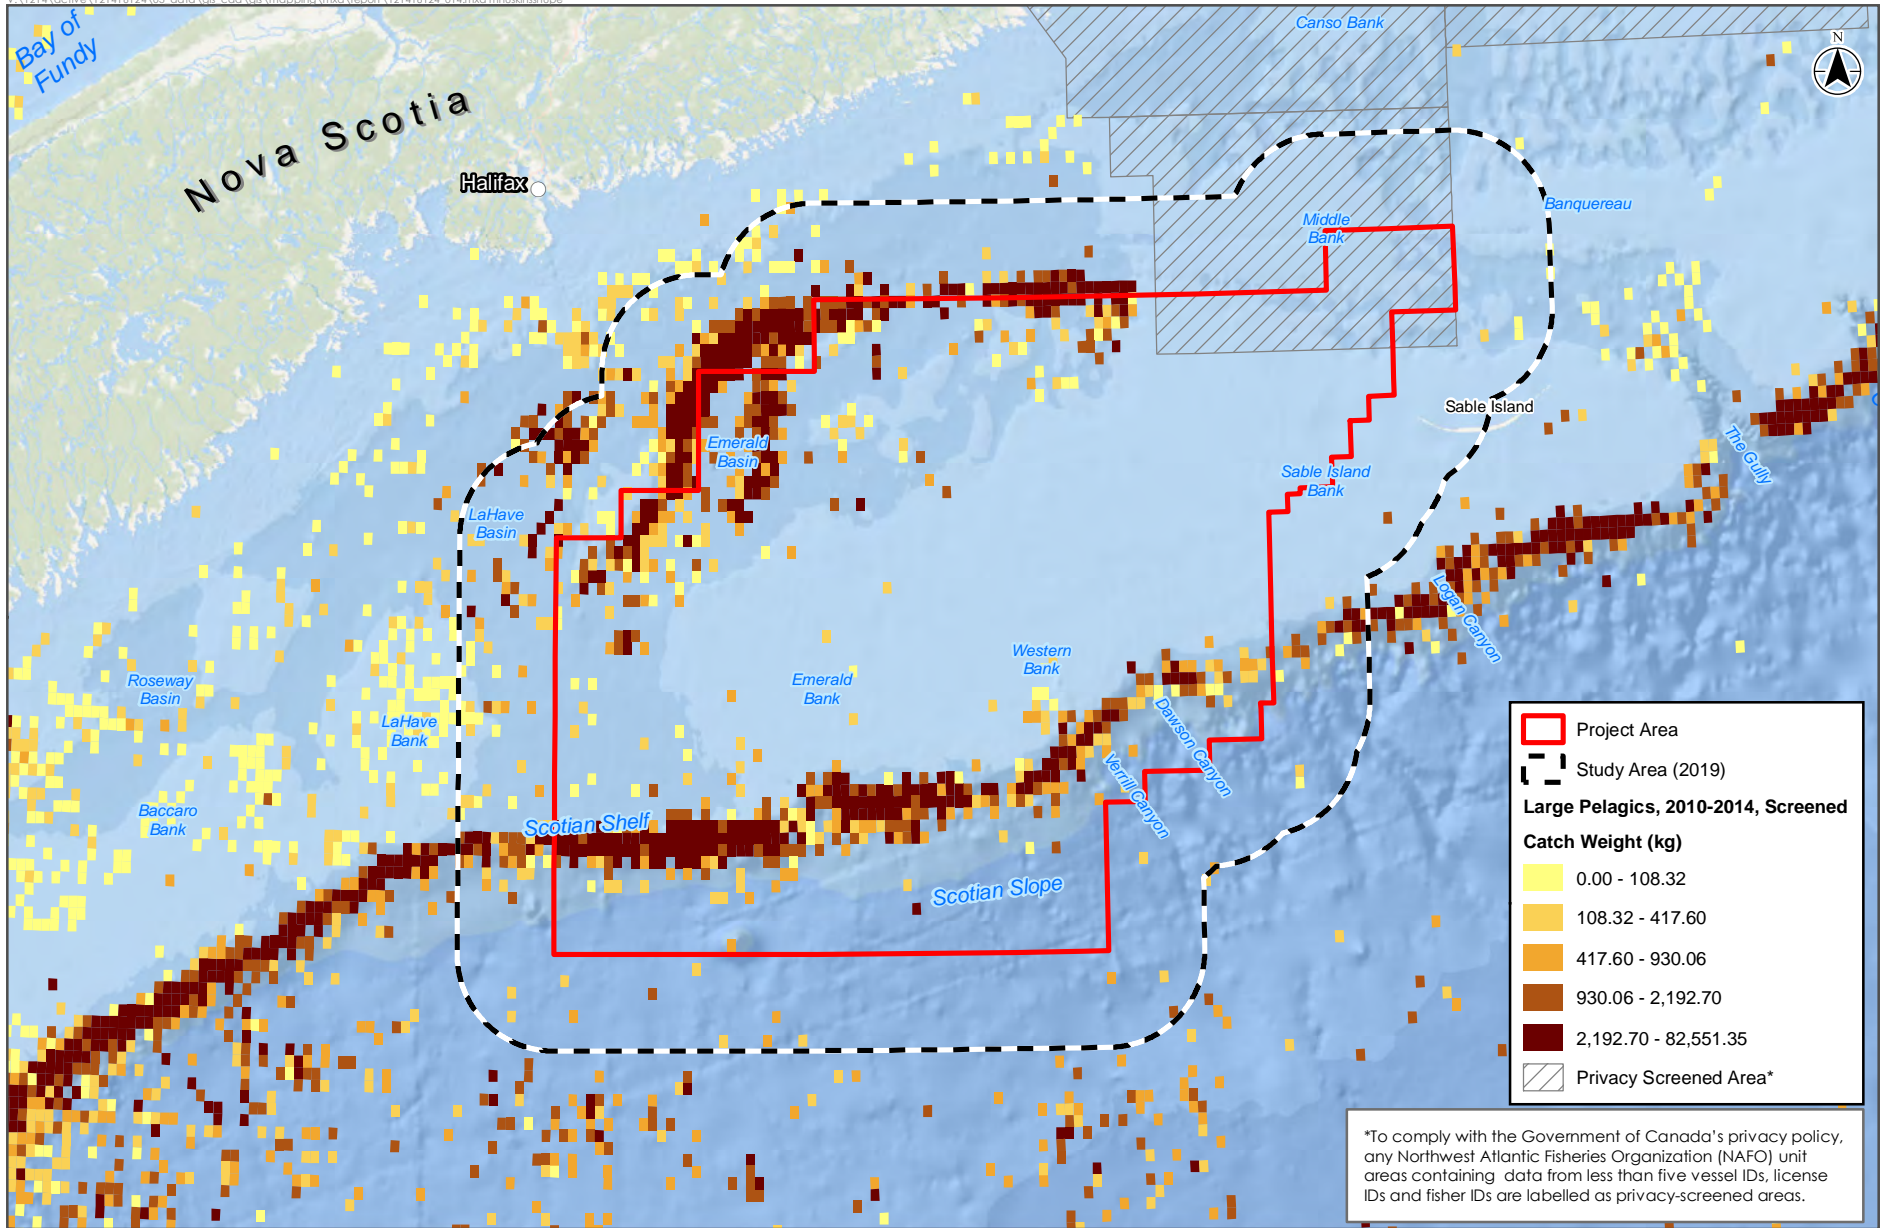 Bay of
Fundy
Nova Scotia
Halifax
Canso Bank
N
Banquereau
Middle
Bank
Sable Island
The Gully
Sable Island
Bank
Emerald
Basin
LaHave
Basin
Logan Canyon
Roseway
Basin
LaHave
Bank
Emerald
Bank
Western
Bank
Dawson Canyon
Verrill Canyon
Baccaro
Bank
Scotian Shelf
Scotian Slope
Project Area
Study Area (2019)
Large Pelagics, 2010-2014, Screened
Catch Weight (kg)
0.00 - 108.32
108.32 - 417.60
417.60 - 930.06
930.06 - 2,192.70
2,192.70 - 82,551.35
Privacy Screened Area*
*To comply with the Government of Canada's privacy policy,
any Northwest Atlantic Fisheries Organization (NAFO) unit
areas containing data from less than five vessel IDs, license
IDs and fisher IDs are labelled as privacy-screened areas.